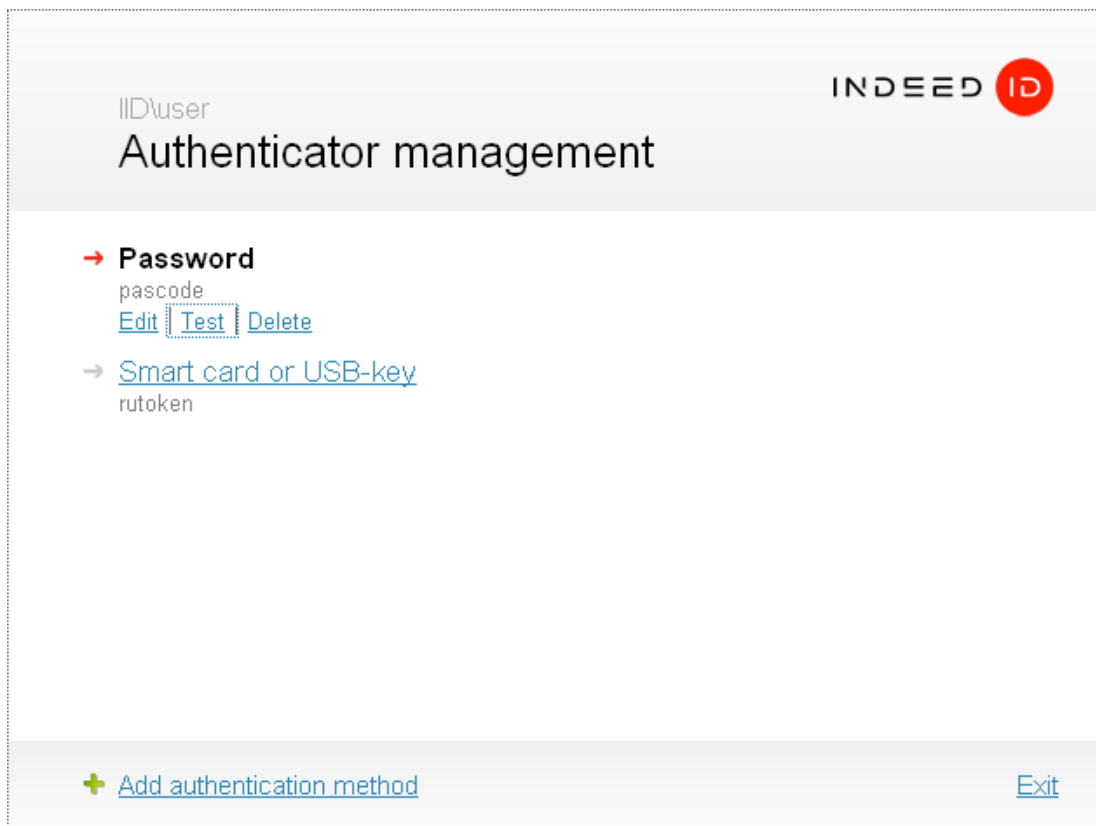 INDEED ID
IID\user
Authenticator management
Password
pascode
Edit | Test | Delete
Smart card or USB-key
rutoken
Add authentication method
Exit